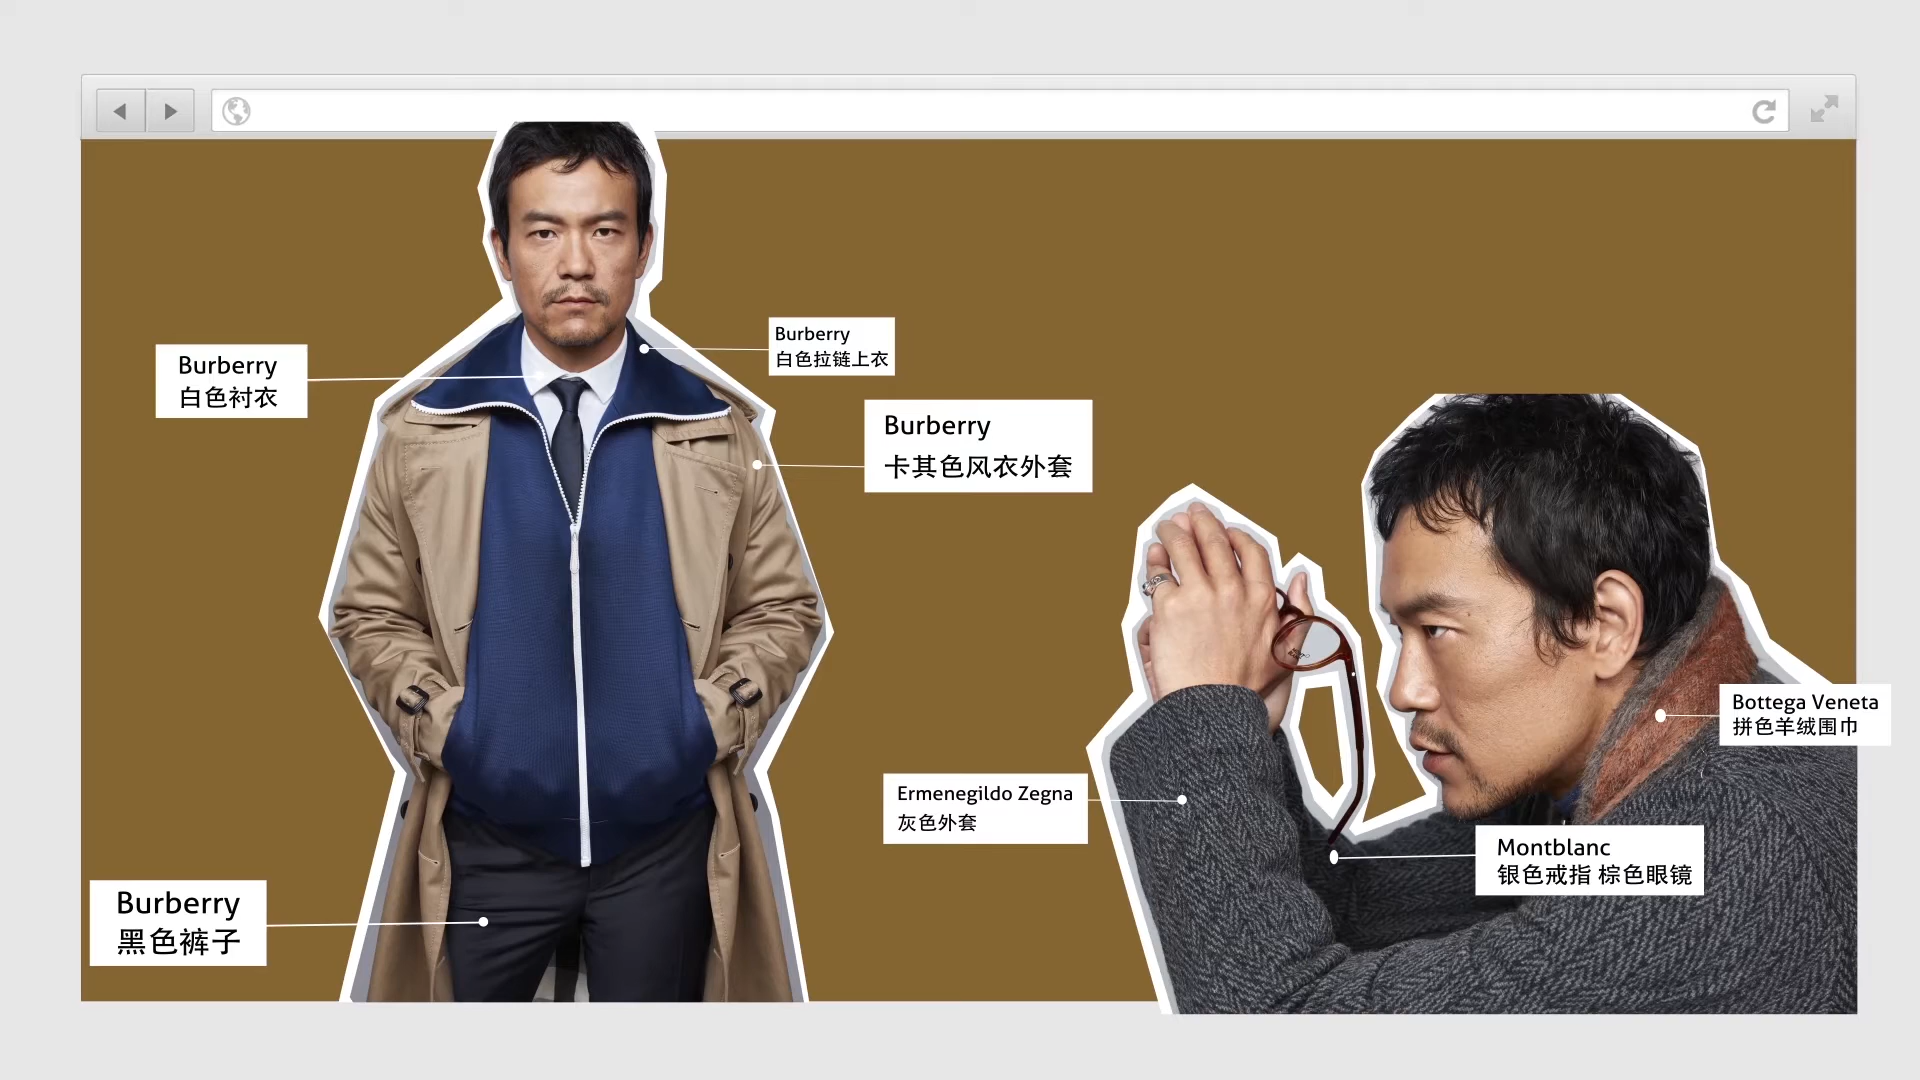 Burberry
白色衬衣
Burberry
白色拉链上衣
Burberry
卡其色风衣外套
Burberry
黑色裤子
Ermenegildo Zegna
灰色外套
Bottega Veneta
拼色羊绒围巾
Montblanc
银色戒指 棕色眼镜